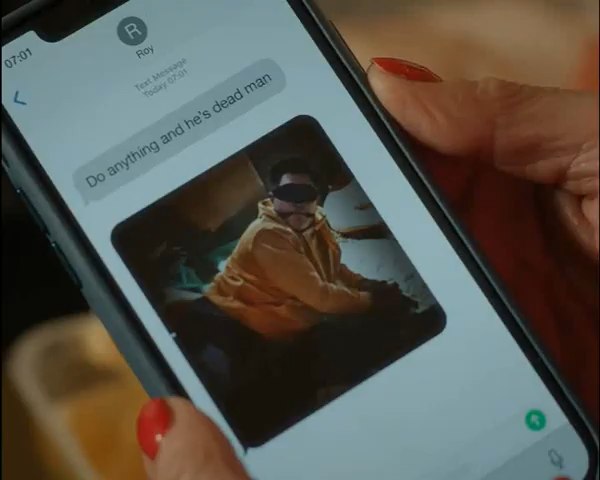 07:01
R
Roy
Text Message
Today 07:01
Do anything and he's dead man